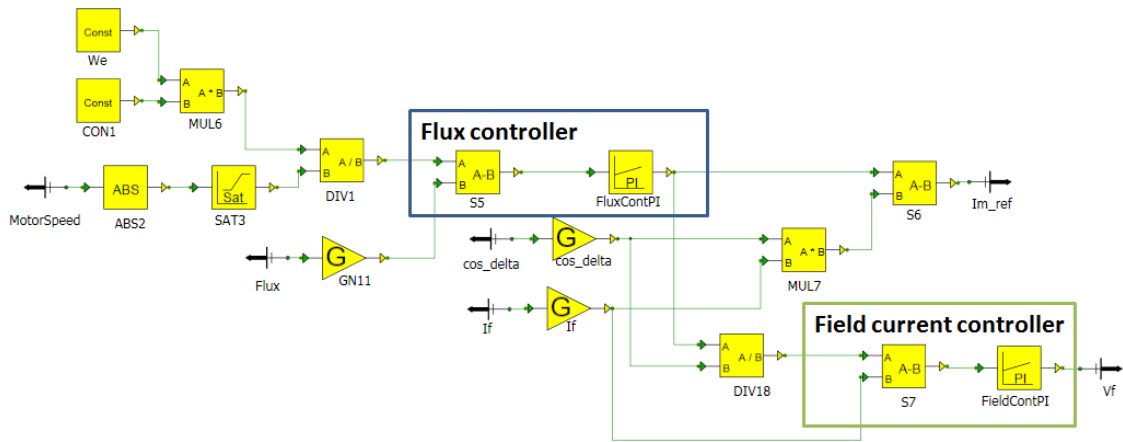 Const
We
Const
CON1
A
B
A * B
MUL6
MotorSpeed
ABS
ABS2
Sat
SAT3
A
B
A / B
DIV1
Flux controller
A
B
A-B
S5
PI
FluxContPI
Flux
G
GN11
cos_delta
G
cos_delta
If
G
If
A
B
A * B
MUL7
A
B
A-B
S6
Im_ref
A
B
A / B
DIV18
Field current controller
A
B
A-B
S7
PI
FieldContPI
Vf